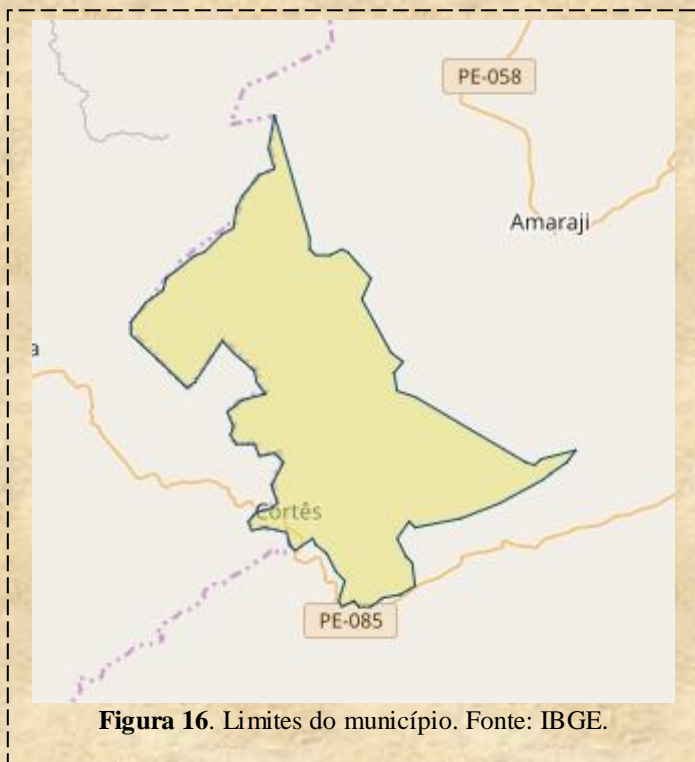 PE-058
Amaraji
a
Cortês
PE-085
Figura 16. Limites do município. Fonte: IBGE.